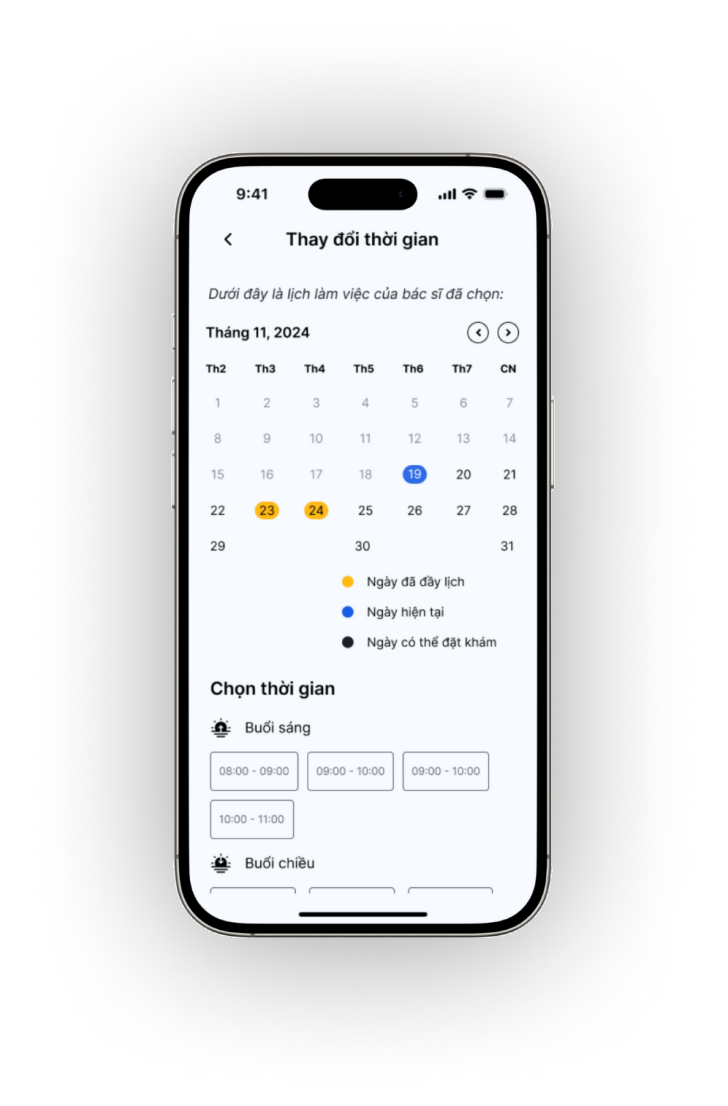 9:41
Thay đổi thời gian
Dưới đây là lịch làm việc của bác sĩ đã chọn:
Tháng 11, 2024
Th2 Th3 Th4 Th5 Th6 Th7 CN
1 2 3 4 5 6 7
8 9 10 11 12 13 14
15 16 17 18 19 20 21
22 23 24 25 26 27 28
29 30 31
Ngày đã đầy lịch
Ngày hiện tại
Ngày có thể đặt khám
Chọn thời gian
Buổi sáng
08:00 - 09:00 09:00 - 10:00 09:00 - 10:00
10:00 - 11:00
Buổi chiều